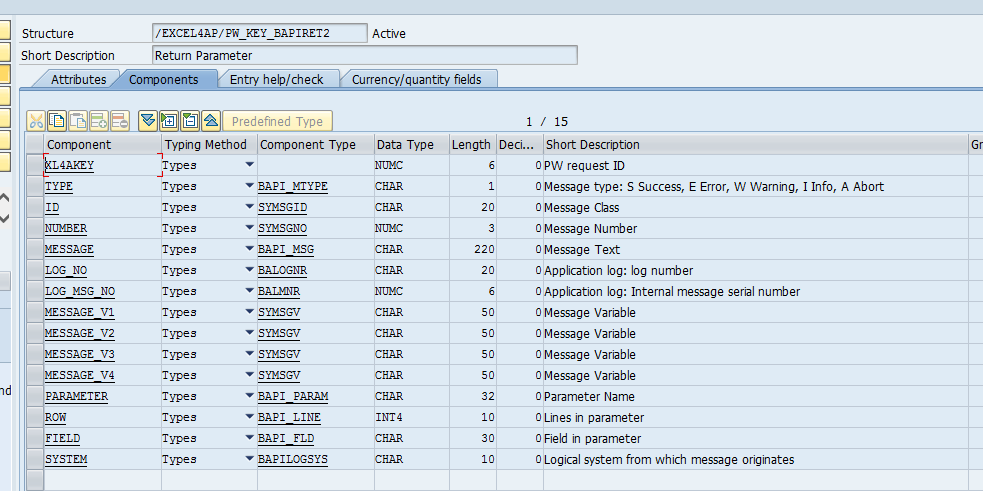 Structure /EXCEL4AP/PW_KEY_BAPIRET2 Active
Short Description Return Parameter
Attributes Components Entry help/check Currency/quantity fields
Predefined Type 1 / 15
Component Typing Method Component Type Data Type Length Deci... Short Description Gr
XL4AKEY Types NUMC 6 0 PW request ID
TYPE Types BAPI_MTYPE CHAR 1 0 Message type: S Success, E Error, W Warning, I Info, A Abort
ID Types SYMSGID CHAR 20 0 Message Class
NUMBER Types SYMSGNO NUMC 3 0 Message Number
MESSAGE Types BAPI_MSG CHAR 220 0 Message Text
LOG_NO Types BALOGNR CHAR 20 0 Application log: log number
LOG_MSG_NO Types BALMNR NUMC 6 0 Application log: Internal message serial number
MESSAGE_V1 Types SYMSGV CHAR 50 0 Message Variable
MESSAGE_V2 Types SYMSGV CHAR 50 0 Message Variable
MESSAGE_V3 Types SYMSGV CHAR 50 0 Message Variable
MESSAGE_V4 Types SYMSGV CHAR 50 0 Message Variable
nd PARAMETER Types BAPI_PARAM CHAR 32 0 Parameter Name
ROW Types BAPI_LINE INT4 10 0 Lines in parameter
FIELD Types BAPI_FLD CHAR 30 0 Field in parameter
SYSTEM Types BAPILOGSYS CHAR 10 0 Logical system from which message originates